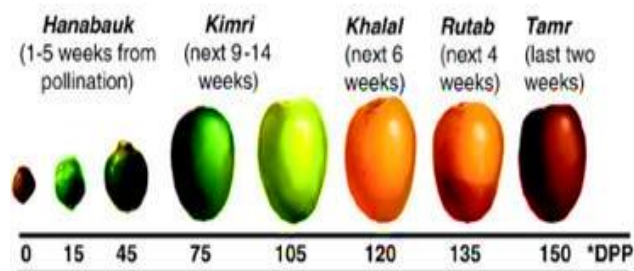 Hanabauk
(1-5 weeks from
pollination)
Kimri
(next 9-14
weeks)
Khalal
(next 6
weeks)
Rutab
(next 4
weeks)
Tamr
(last two
weeks)
0 15 45 75 105 120 135 150 *DPP